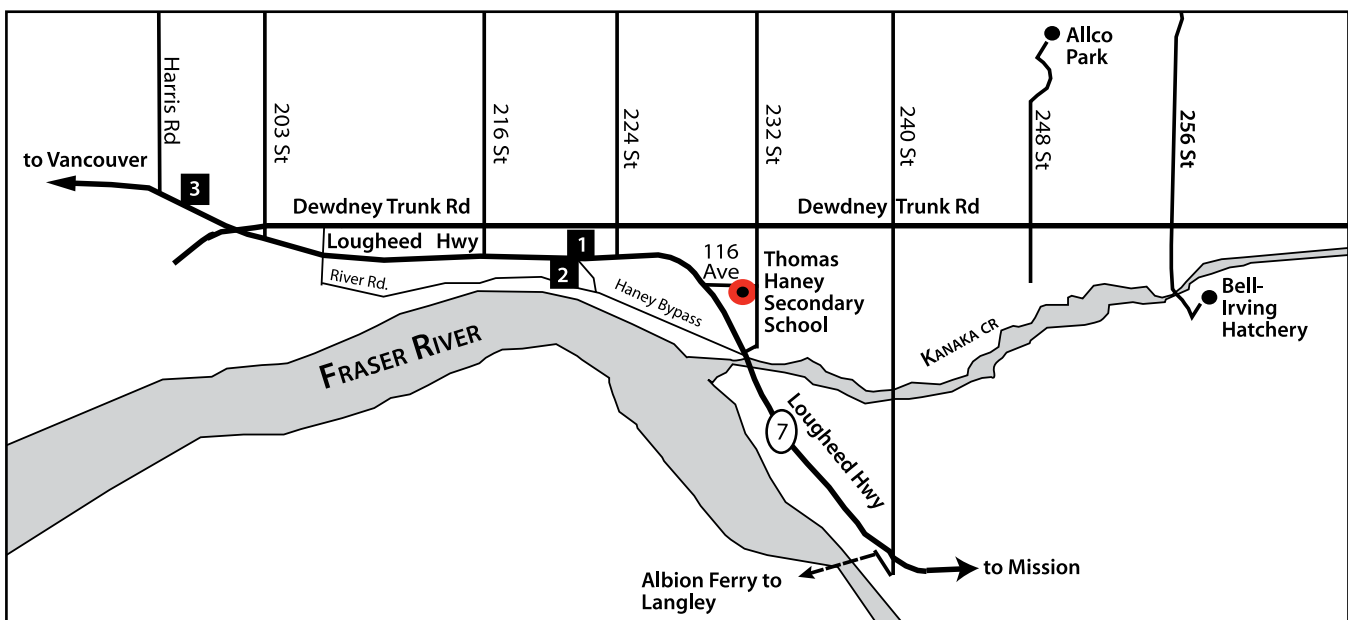 Allco
Park
Harris Rd
203 St
216 St
224 St
232 St
240 St
248 St
256 St
to Vancouver
3
Dewdney Trunk Rd
Dewdney Trunk Rd
Lougheed Hwy
1
116
Ave
Thomas
Haney
Secondary
School
River Rd.
2
Haney Bypass
Bell-
Irving
Hatchery
FRASER RIVER
KANAKA CR
7
Lougheed Hwy
to Mission
Albion Ferry to
Langley